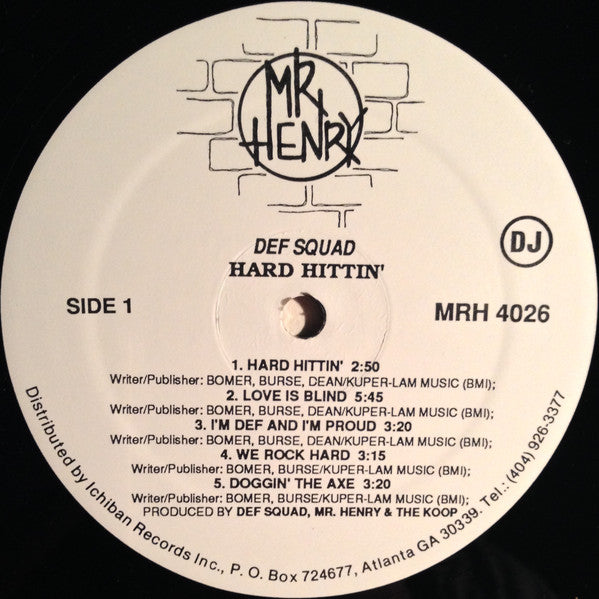 MR.
HENRY
DEF SQUAD
HARD HITTIN'
DJ
SIDE 1
MRH 4026
1. HARD HITTIN' 2:50
Writer/Publisher: BOMER, BURSE, DEAN/KUPER-LAM MUSIC (BMI);
2. LOVE IS BLIND 5:45
Writer/Publisher: BOMER, BURSE, DEAN/KUPER-LAM MUSIC (BMI);
3. I'M DEF AND I'M PROUD 3:20
Writer/Publisher: BOMER, BURSE, DEAN/KUPER-LAM MUSIC (BMI);
4. WE ROCK HARD 3:15
Writer/Publisher: BOMER, BURSE/KUPER-LAM MUSIC (BMI);
5. DOGGIN' THE AXE 3:20
Writer/Publisher: BOMER, BURSE/KUPER-LAM MUSIC (BMI);
PRODUCED BY DEF SQUAD, MR. HENRY & THE KOOP
Distributed by Ichiban Records Inc., P. O. Box 724677, Atlanta GA 30339. Tel.: (404) 926-3377